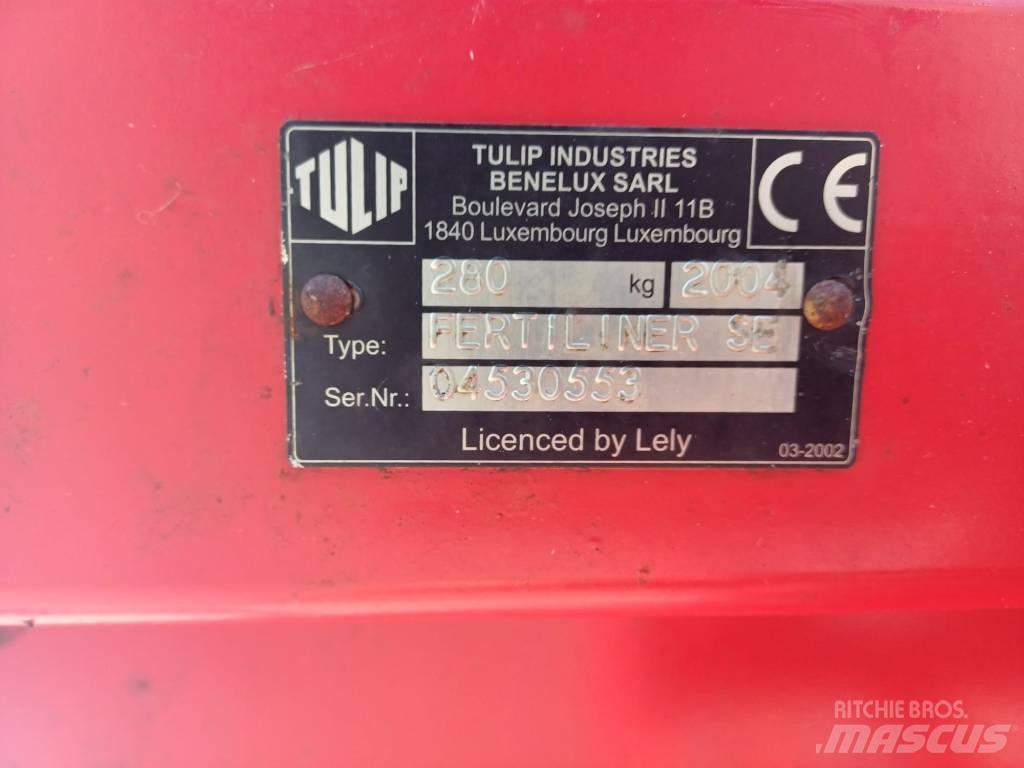 TULIP
TULIP INDUSTRIES
BENELUX SARL
Boulevard Joseph II 11B
1840 Luxembourg Luxembourg
CE
280 kg 2004
Type: FERTILINER SE
Ser.Nr.: 04530553
Licenced by Lely
03-2002
RITCHIE BROS.
MASCUS